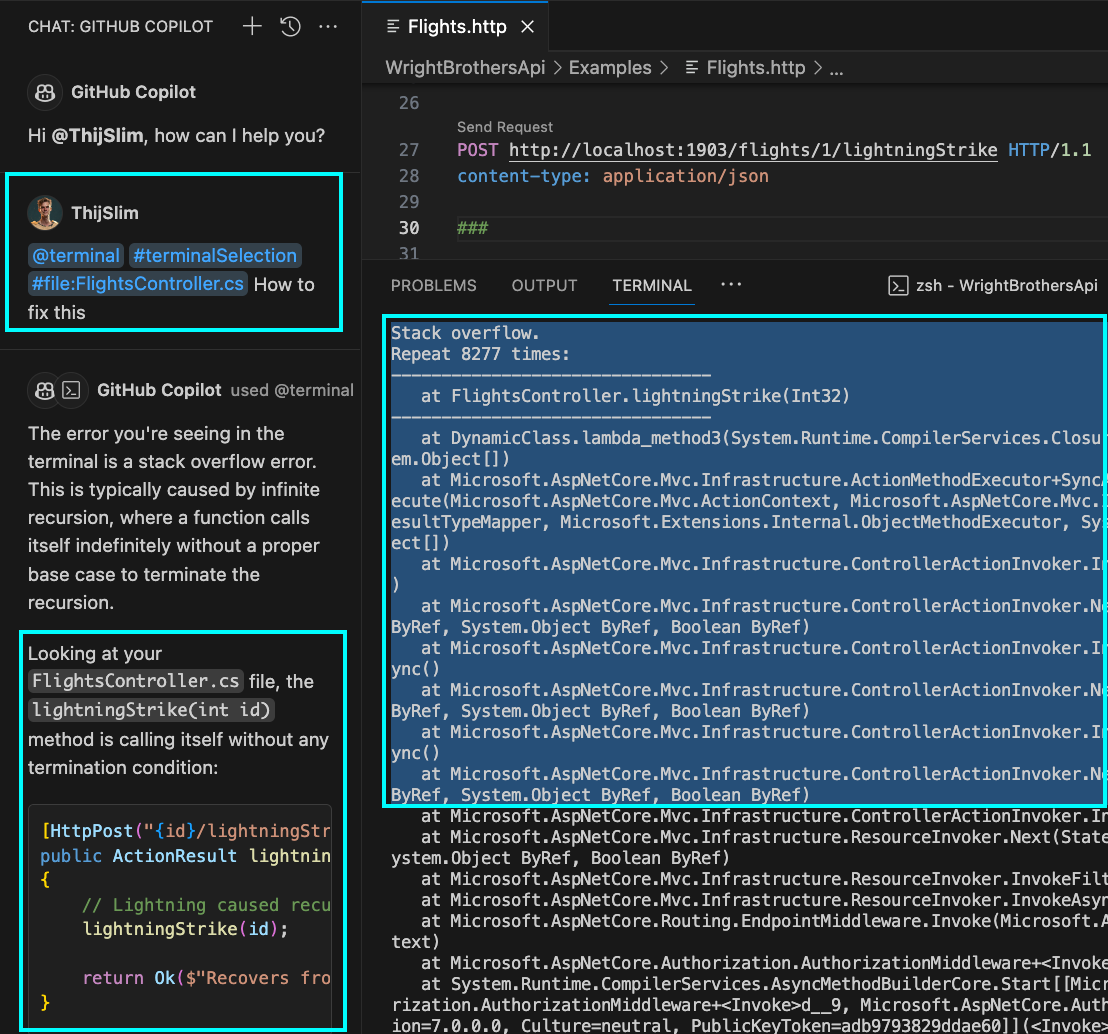 CHAT: GITHUB COPILOT
GitHub Copilot
Hi @ThijSlim, how can I help you?
ThijSlim
@terminal #terminalSelection
#file:FlightsController.cs How to
fix this
GitHub Copilot used @terminal
The error you're seeing in the
terminal is a stack overflow error.
This is typically caused by infinite
recursion, where a function calls
itself indefinitely without a proper
base case to terminate the
recursion.
Looking at your
FlightsController.cs file, the
lightningStrike(int id)
method is calling itself without any
termination condition:
[HttpPost("{id}/lightningStr
public ActionResult lightnin
{
// Lightning caused recu
lightningStrike(id);
return Ok($"Recovers fro
}
Flights.http
WrightBrothersApi > Examples > Flights.http > ...
26
Send Request
27 POST http://localhost:1903/flights/1/lightningStrike HTTP/1.1
28 content-type: application/json
29
30 ###
31
PROBLEMS OUTPUT TERMINAL ... zsh - WrightBrothersApi
Stack overflow.
Repeat 8277 times:
--------------------------------
at FlightsController.lightningStrike(Int32)
--------------------------------
at DynamicClass.lambda_method3(System.Runtime.CompilerServices.Closu
em.Object[])
at Microsoft.AspNetCore.Mvc.Infrastructure.ActionMethodExecutor+Sync
ecute(Microsoft.AspNetCore.Mvc.ActionContext, Microsoft.AspNetCore.Mvc.
esultTypeMapper, Microsoft.Extensions.Internal.ObjectMethodExecutor, Sy
ect[])
at Microsoft.AspNetCore.Mvc.Infrastructure.ControllerActionInvoker.In
)
at Microsoft.AspNetCore.Mvc.Infrastructure.ControllerActionInvoker.Ne
ByRef, System.Object ByRef, Boolean ByRef)
at Microsoft.AspNetCore.Mvc.Infrastructure.ControllerActionInvoker.In
ync()
at Microsoft.AspNetCore.Mvc.Infrastructure.ControllerActionInvoker.Ne
ByRef, System.Object ByRef, Boolean ByRef)
at Microsoft.AspNetCore.Mvc.Infrastructure.ControllerActionInvoker.In
ync()
at Microsoft.AspNetCore.Mvc.Infrastructure.ControllerActionInvoker.Ne
ByRef, System.Object ByRef, Boolean ByRef)
at Microsoft.AspNetCore.Mvc.Infrastructure.ControllerActionInvoker.In
at Microsoft.AspNetCore.Mvc.Infrastructure.ResourceInvoker.Next(State
ystem.Object ByRef, Boolean ByRef)
at Microsoft.AspNetCore.Mvc.Infrastructure.ResourceInvoker.InvokeFilt
at Microsoft.AspNetCore.Mvc.Infrastructure.ResourceInvoker.InvokeAsyn
at Microsoft.AspNetCore.Routing.EndpointMiddleware.Invoke(Microsoft.A
text)
at Microsoft.AspNetCore.Authorization.AuthorizationMiddleware+<Invoke
at System.Runtime.CompilerServices.AsyncMethodBuilderCore.Start[[Micr
rization.AuthorizationMiddleware+<Invoke>d__9, Microsoft.AspNetCore.Auth
ion=7.0.0.0, Culture=neutral, PublicKeyToken=adb9793829ddae60]](<Invoke